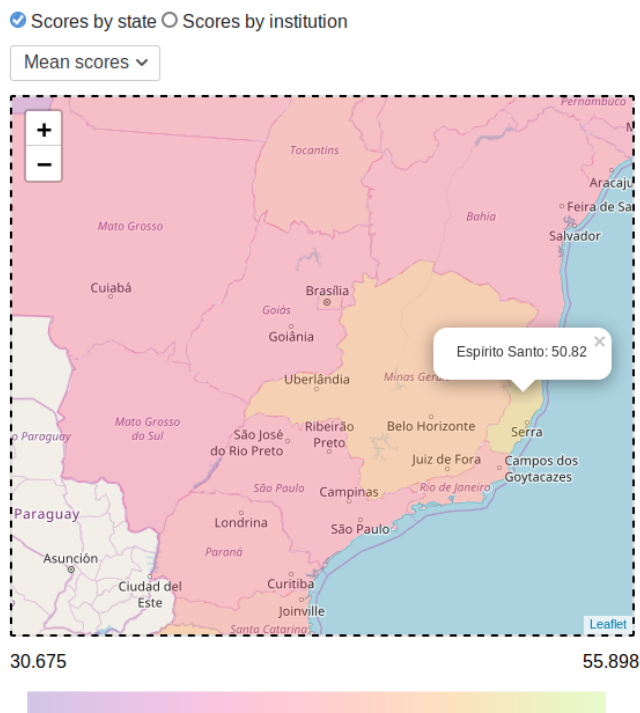 Scores by state Scores by institution
Mean scores
+
−
Pernambuco
Tocantins
Aracaju
Feira de Sa
Mato Grosso
Bahia
Salvador
Cuiabá
Brasília
Goiás
Goiânia
×
Espírito Santo: 50.82
Uberlândia
Minas Gera
Mato Grosso
do Sul
São José
do Rio Preto
Ribeirão
Preto
Belo Horizonte
Serra
o Paraguay
Juiz de Fora
Campos dos
Goytacazes
São Paulo
Campinas
Rio de Janeiro
Paraguay
Londrina
São Paulo
Paraná
Asunción
Ciudad del
Este
Curitiba
Joinville
Santa Catarina
Leaflet
30.675 55.898